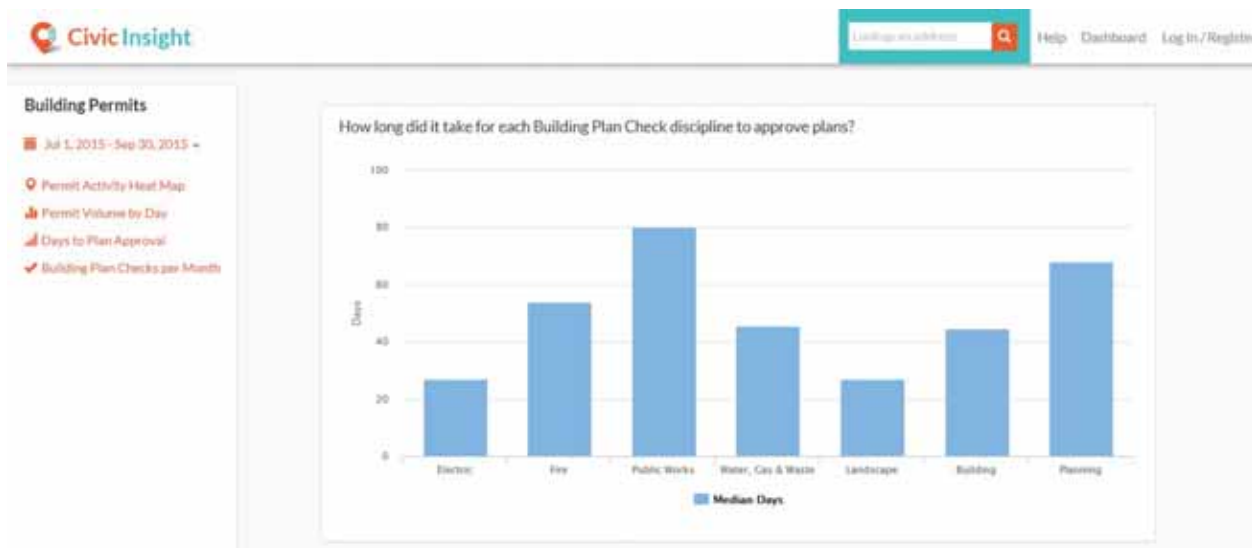 Civic Insight
Lookup an address
Help Dashboard Log In / Registe
Building Permits
Jul 1, 2015 - Sep 30, 2015
Permit Activity Heat Map
Permit Volume by Day
Days to Plan Approval
Building Plan Checks per Month
How long did it take for each Building Plan Check discipline to approve plans?
100
80
60
40
20
0
Days
Electric Fire Public Works Water, Gas & Waste Landscape Building Planning
Median Days